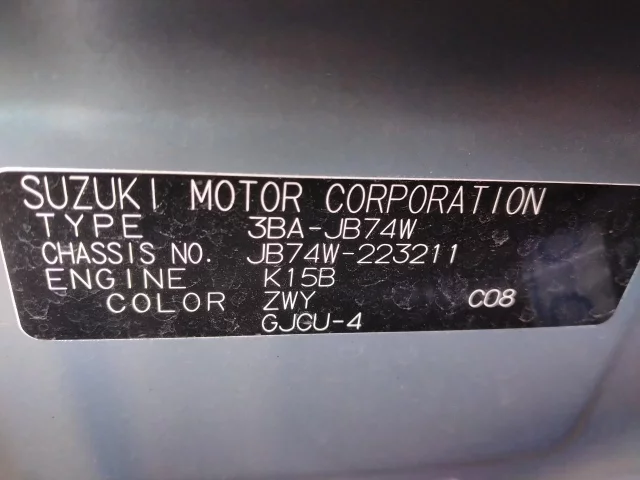 SUZUKI MOTOR CORPORATION
TYPE 3BA-JB74W
CHASSIS NO. JB74W-223211
ENGINE K15B
COLOR ZWY C08
GJGU-4